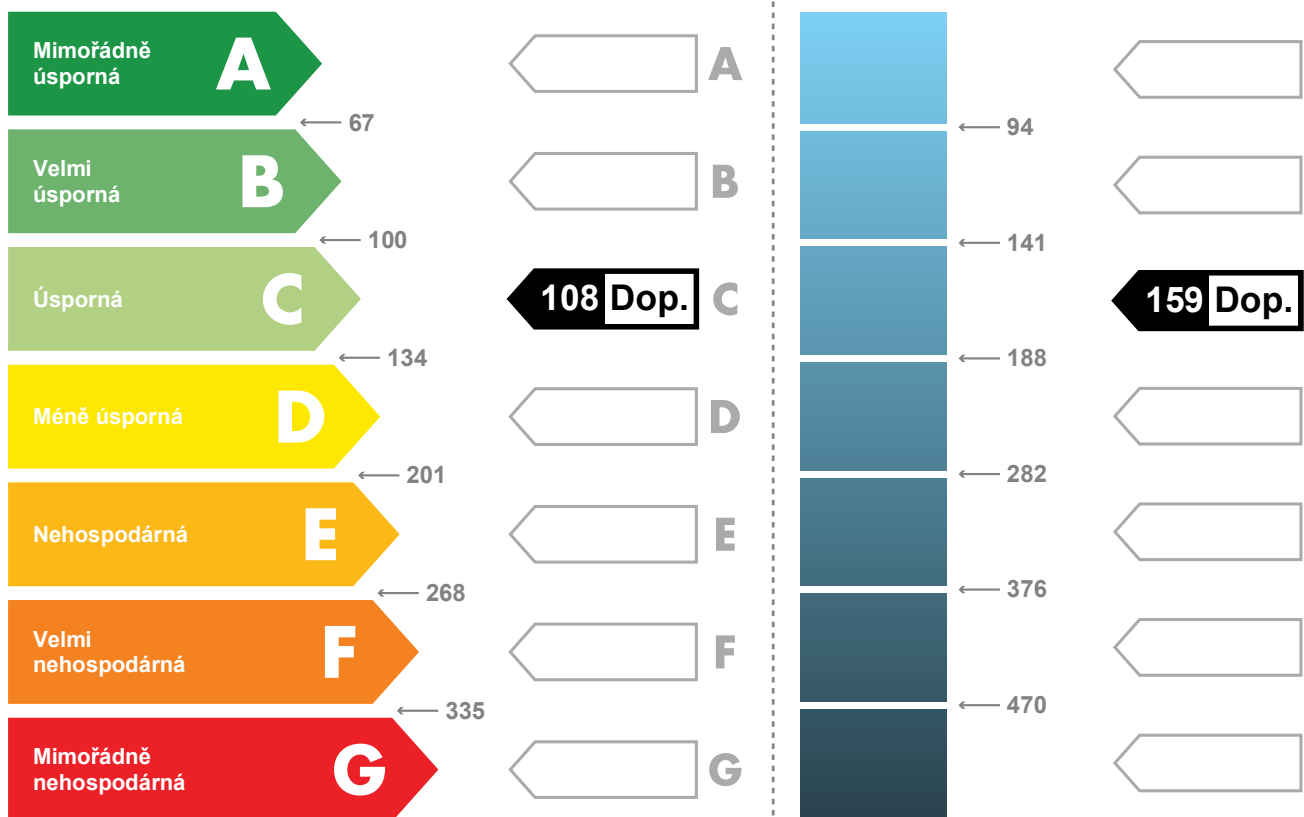 Mimořádně
úsporná
A
A
67
94
Velmi
úsporná
B
B
100
141
Úsporná
C
108 Dop.
C
159 Dop.
134
188
Méně úsporná
D
D
201
282
Nehospodárná
E
E
268
376
Velmi
nehospodárná
F
F
335
470
Mimořádně
nehospodárná
G
G